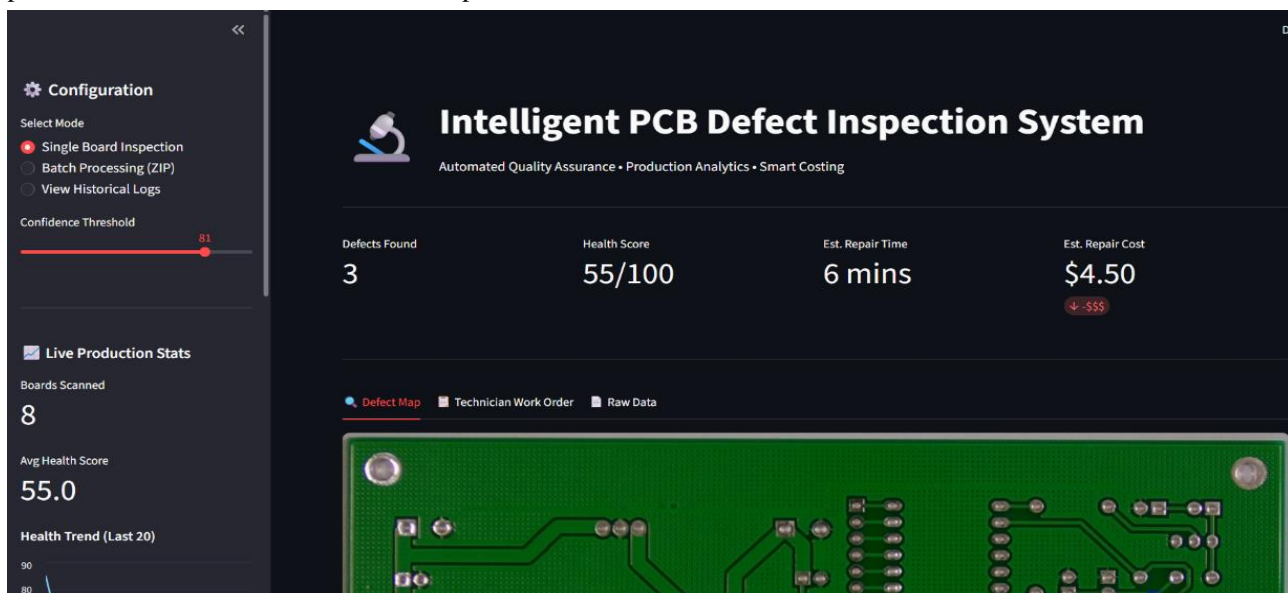 Configuration
Select Mode
Single Board Inspection
Batch Processing (ZIP)
View Historical Logs
Confidence Threshold
81
Live Production Stats
Boards Scanned
8
Avg Health Score
55.0
Health Trend (Last 20)
90
80
Intelligent PCB Defect Inspection System
Automated Quality Assurance • Production Analytics • Smart Costing
Defects Found
3
Health Score
55/100
Est. Repair Time
6 mins
Est. Repair Cost
$4.50
↓ -$$$
Defect Map Technician Work Order Raw Data